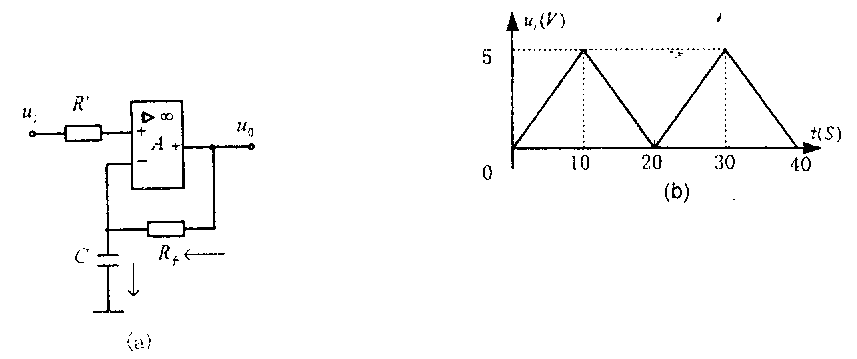 u_i
R'
▷ ∞
+
A +
−
u_0
C
R_f
(a)
u_i(V)
5
0
10
20
30
40
t(S)
(b)